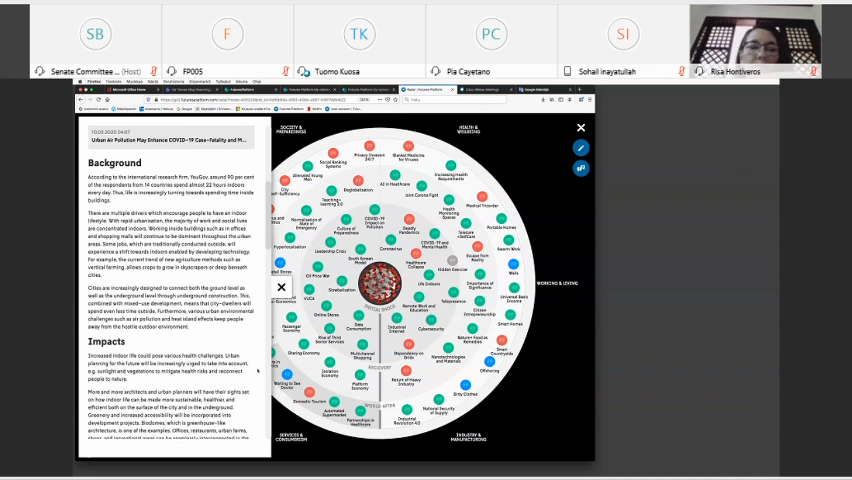 SB
F
TK
PC
SI
Senate Committee ... (Host)
FP005
Tuomo Kuosa
Pia Cayetano
Sohail inayatullah
Risa Hontiveros
Urban Air Pollution May Enhance COVID-19 Case-Fatality and M...
Background
According to the international research firm, YouGov, around 90 per cent
of the respondents from 14 countries spend almost 22 hours indoors
every day. Thus, life is increasingly turning towards spending time inside
buildings.
There are multiple drivers which encourage people to have an indoor
lifestyle. With rapid urbanisation, the majority of work and social lives
are concentrated indoors. Working inside buildings such as in offices
and shopping malls will continue to be dominant throughout the urban
areas. Some jobs, which are traditionally conducted outside, will
experience a shift towards indoors enabled by developing technology.
For example, the current trend of new agriculture methods such as
vertical farming, allows crops to grow in skyscrapers or deep beneath
cities.
Cities are increasingly designed to connect both the ground level as
well as the underground level through underground construction. This,
combined with mixed-use development, means that city-dwellers will
spend even less time outside. Furthermore, various urban environmental
challenges such as air pollution and heat island effects keep people
away from the hostile outdoor environment.
Impacts
Increased indoor life could pose various health challenges. Urban
planning for the future will be increasingly urged to take into account,
e.g. sunlight and vegetations to mitigate health risks and reconnect
people to nature.
More and more architects and urban planners will have their sights set
on how indoor life can be made more sustainable, healthier, and
efficient both on the surface of the city and in the underground.
Greenery and increased accessibility will be incorporated into
development projects. Biodomes, which is greenhouse-like
architecture, is one of the examples. Offices, restaurants, urban farms,
SOCIETY &
PREPAREDNESS
HEALTH &
WELLBEING
WORKING & LIVING
INDUSTRY &
MANUFACTURING
SERVICES &
CONSUMERISM
Privacy Invasion
24/7
Blanket Medicine
for Viruses
Social Ranking
Systems
Alienated Young
Men
AI in Healthcare
Increasing Health
Requirements
Deglobalisation
Joint Corona Fight
Teaching+
Learning 2.0
Health
Monitoring
Spaces
Medical Tricorder
Normalisation of
State of
Emergency
COVID-19
Impact on
Pollution
Deadly
Pandemics
Portable Homes
Culture of
Preparedness
Telecare
+SelfCare
COVID-19 and
Mental Health
Hyperlocalisation
Leadership Crisis
Coronavirus
Swarm Work
South Korean
Model
Healthcare
Collapse
Escape from
Reality
Hidden Exercise
Oil Price War
Walls
Life Indoors
Importance of
Significance
VUCA
Telepresence
Universal Basic
Income
Remote Work and
Education
Citizen
Entrepreneurship
Online Stores
INITIAL SHOCK
Data
Consumption
Industrial
Internet
Cybersecurity
Smart Homes
Passenger
Economy
Rise of Third
Sector Economy
Nature+ Food as
Remedies
Sharing Economy
Multichannel
Shopping
Dependency on
Grids
Nanotechnologies
and Materials
Smart
Countryside
Isolation
Economy
RECOVERY
Return of Heavy
Industry
Offshoring
Waiting to See
Doctor
Platform
Economy
Dirty Clothes
Domestic Tourism
WORLD AFTER
Automated
Supermarket
Partnerships in
Healthcare
Industrial
Revolution 4.0
National Security
of Supply